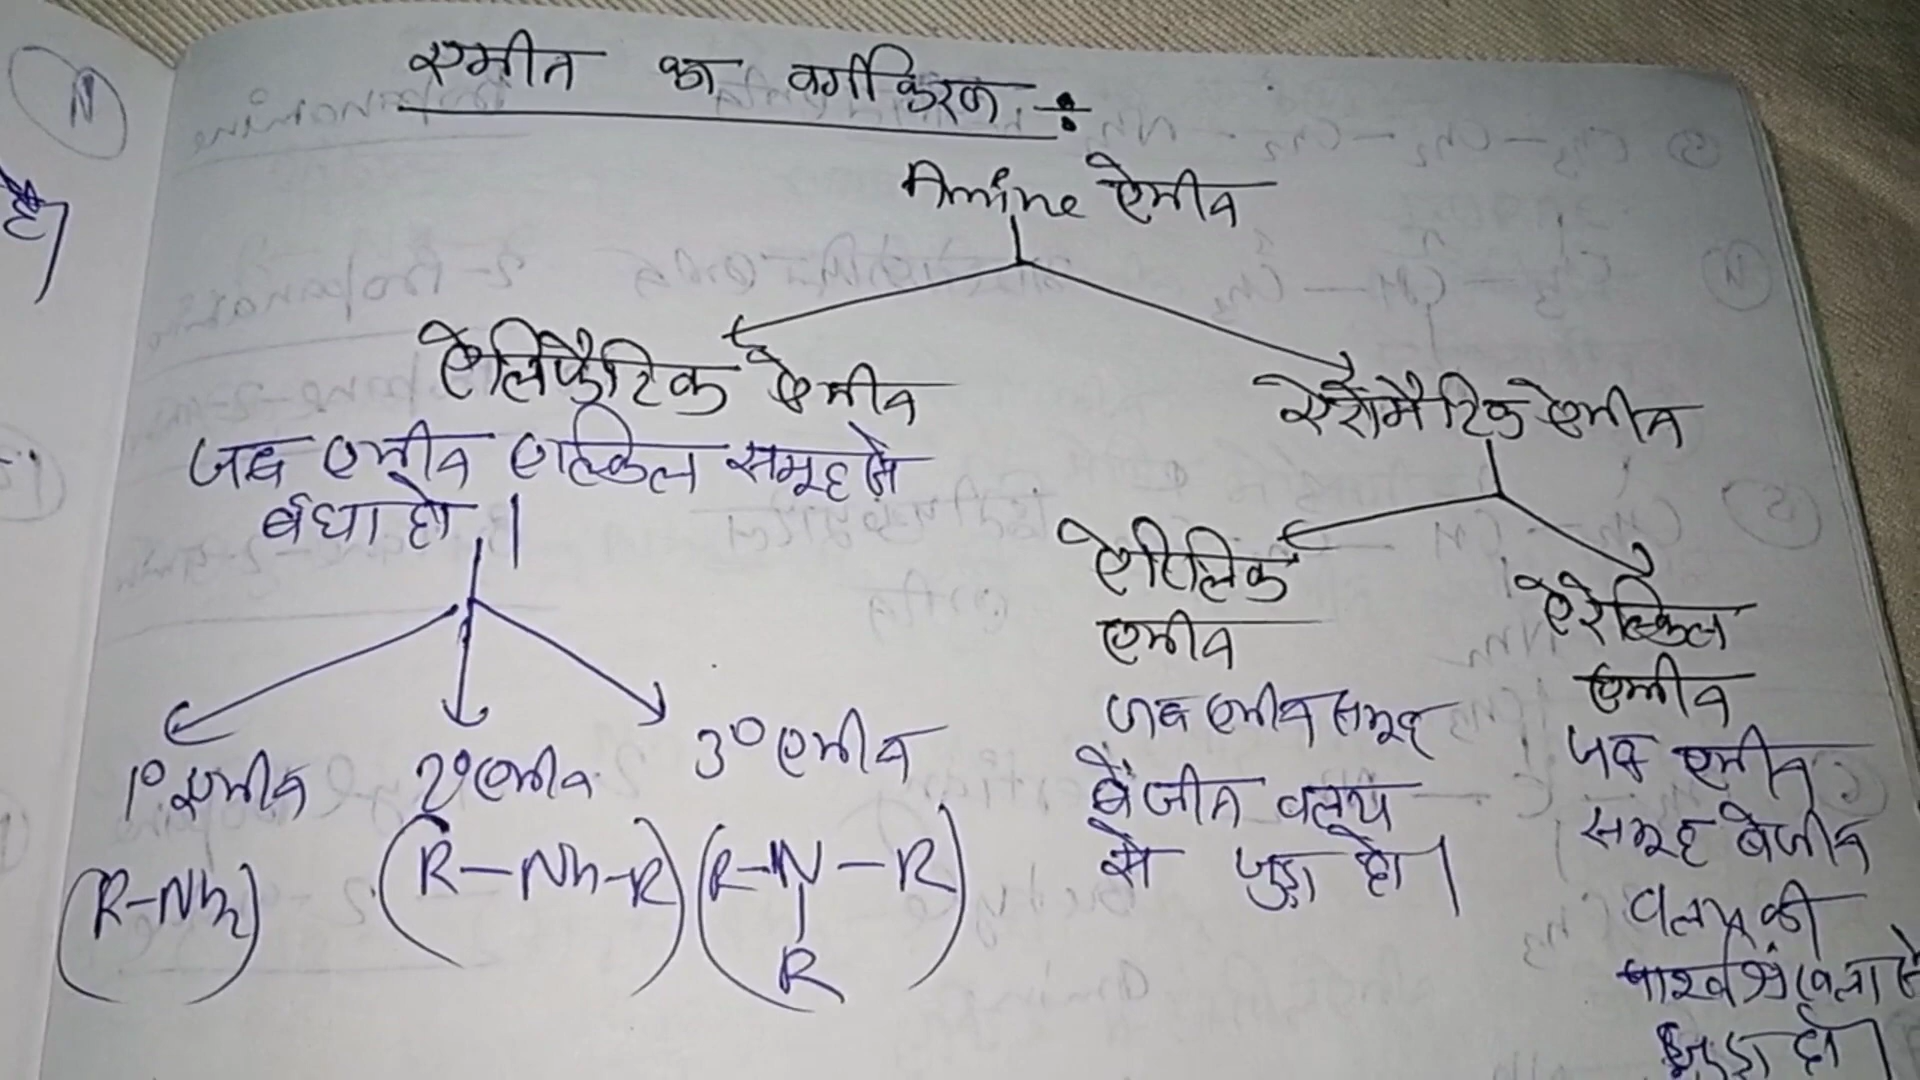 एमीन का वर्गीकरण ÷
Amine ऐमीन
ऐलिफैटिक ऐमीन
ऐरोमैटिक ऐमीन
जब एमीन एल्किल समूह से
बंधा हो ।
ऐरिलिक
एमीन
ऐरेल्किल
एमीन
जब एमीन समूह
बेंजीन वलय
से जुड़ा हो ।
जब एमीन
समूह बेंजीन
वलय की
पार्श्व श्रृंखला से
जुड़ा हो ।
1° एमीन
2° एमीन
3° एमीन
(R-Nh2)
(R-Nh-R)
(R-N-R)
R
है।
N